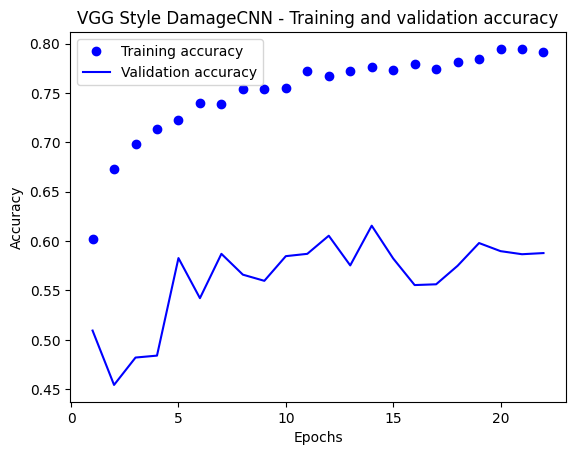 VGG Style DamageCNN - Training and validation accuracy
Training accuracy
Validation accuracy
Accuracy
0.80
0.75
0.70
0.65
0.60
0.55
0.50
0.45
0 5 10 15 20
Epochs